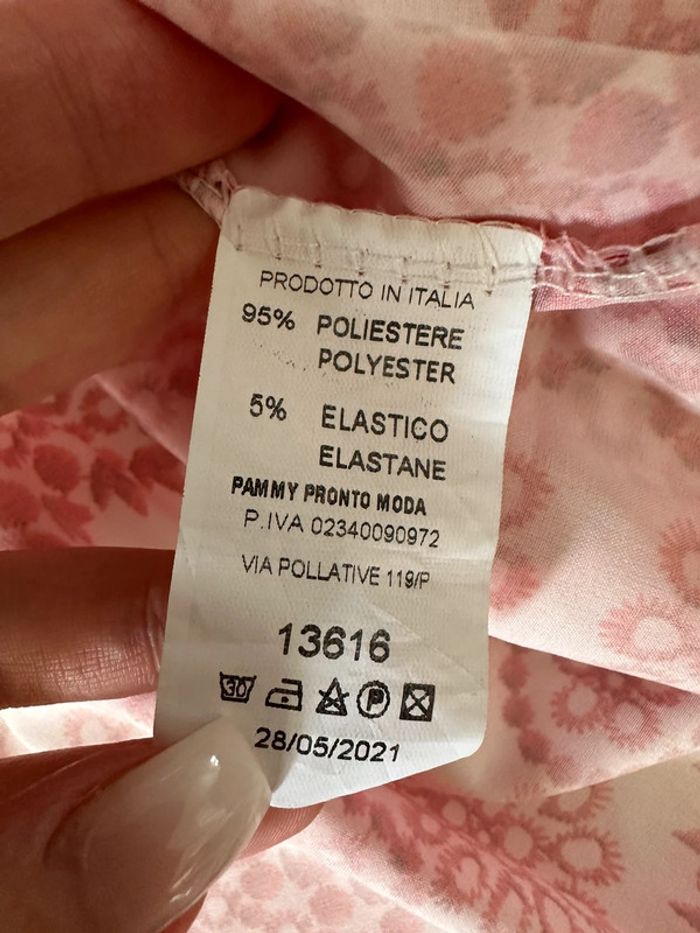 PRODOTTO IN ITALIA
95% POLIESTERE
POLYESTER
5% ELASTICO
ELASTANE
PAMMY PRONTO MODA
P.IVA 02340090972
VIA POLLATIVE 119/P
13616
30 P
28/05/2021